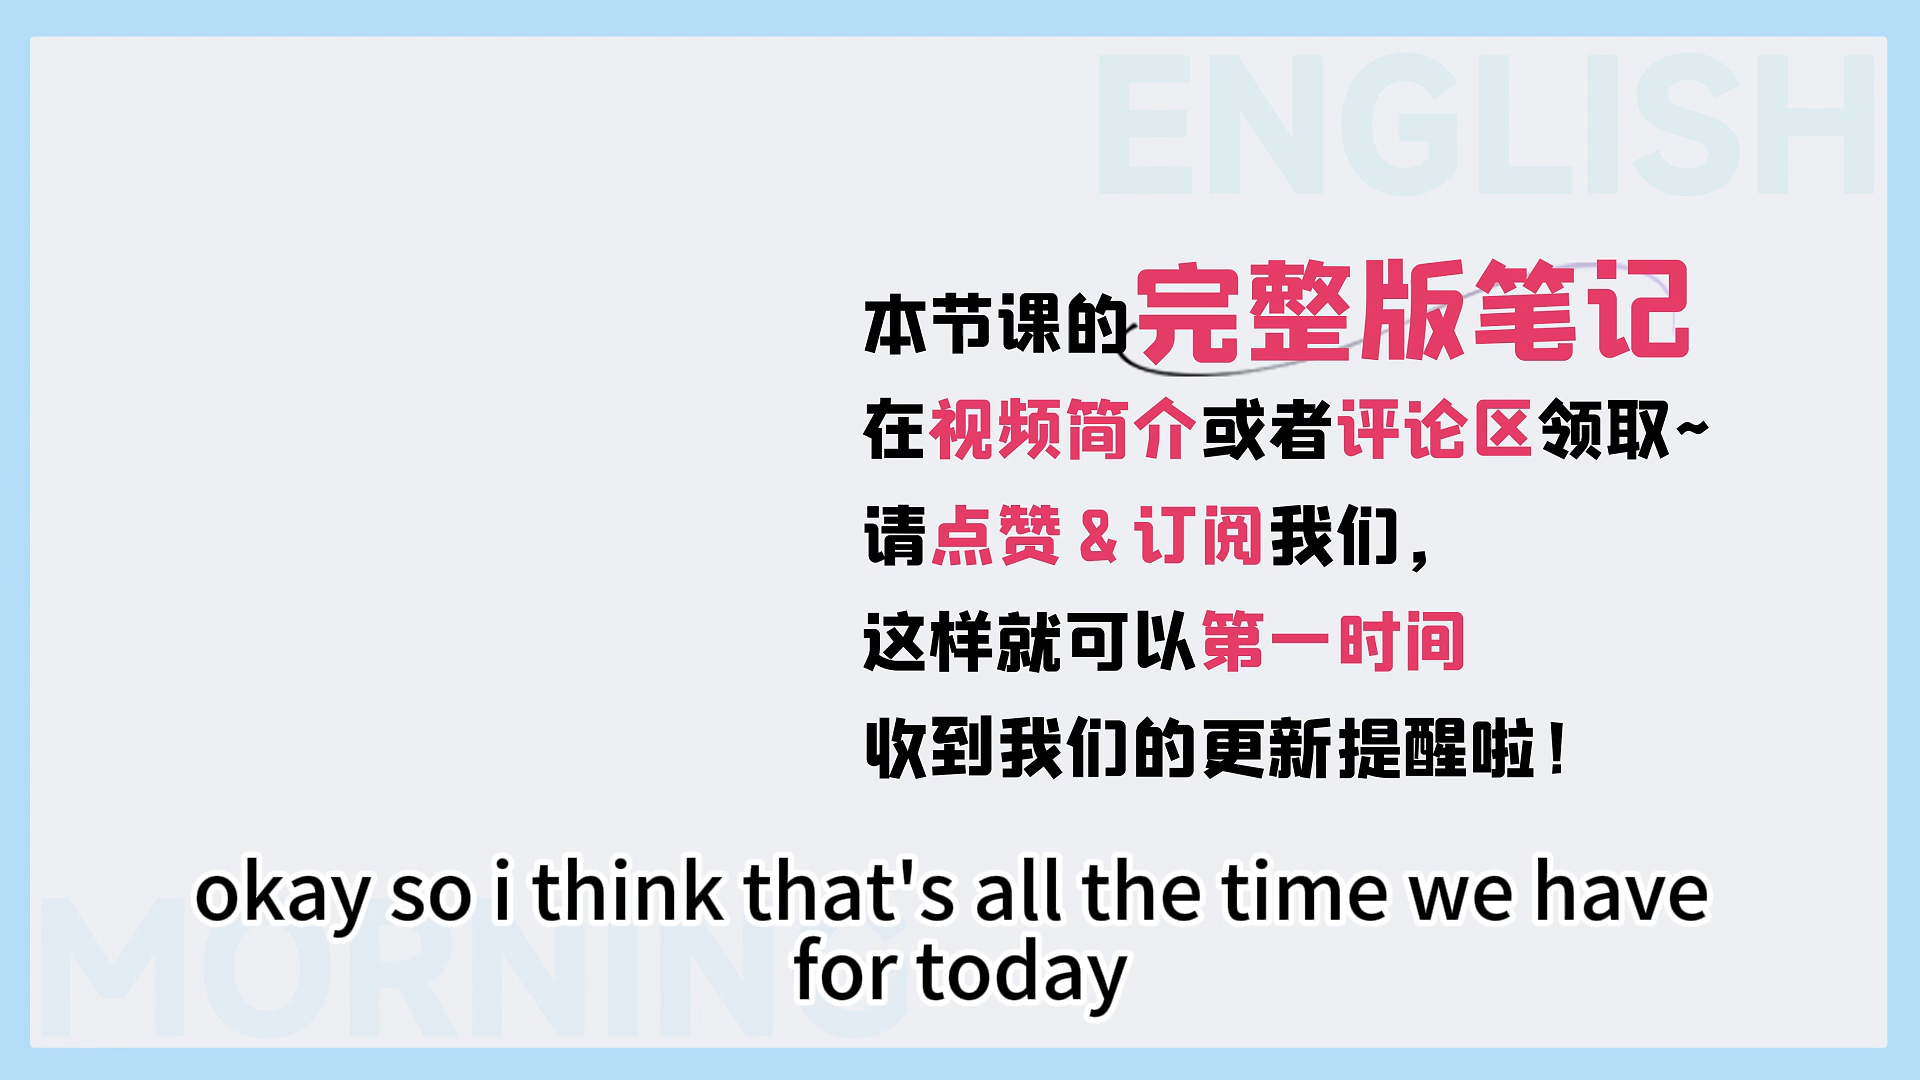 ENGLISH
本节课的完整版笔记
在视频简介或者评论区领取~
请点赞&订阅我们，
这样就可以第一时间
收到我们的更新提醒啦！
okay so i think that's all the time we have
for today
MORNING